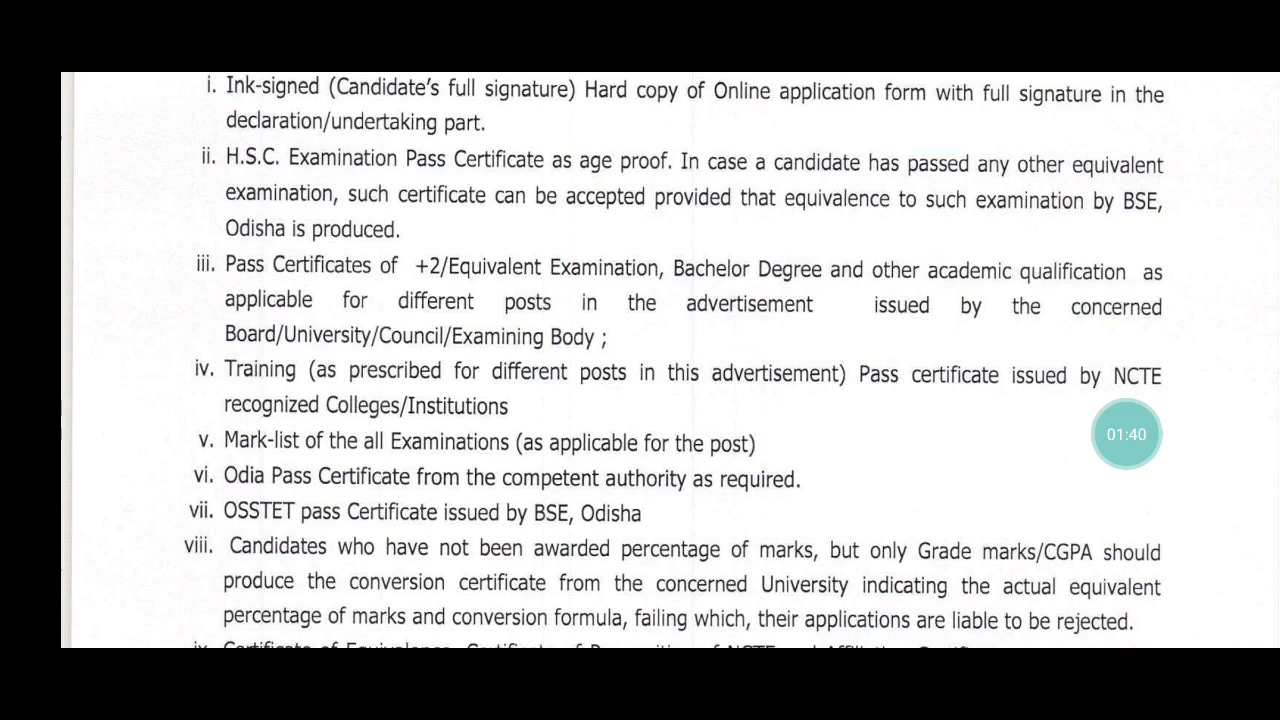 i. Ink-signed (Candidate's full signature) Hard copy of Online application form with full signature in the
declaration/undertaking part.
ii. H.S.C. Examination Pass Certificate as age proof. In case a candidate has passed any other equivalent
examination, such certificate can be accepted provided that equivalence to such examination by BSE,
Odisha is produced.
iii. Pass Certificates of +2/Equivalent Examination, Bachelor Degree and other academic qualification as
applicable for different posts in the advertisement issued by the concerned
Board/University/Council/Examining Body ;
iv. Training (as prescribed for different posts in this advertisement) Pass certificate issued by NCTE
recognized Colleges/Institutions
01:40
v. Mark-list of the all Examinations (as applicable for the post)
vi. Odia Pass Certificate from the competent authority as required.
vii. OSSTET pass Certificate issued by BSE, Odisha
viii. Candidates who have not been awarded percentage of marks, but only Grade marks/CGPA should
produce the conversion certificate from the concerned University indicating the actual equivalent
percentage of marks and conversion formula, failing which, their applications are liable to be rejected.